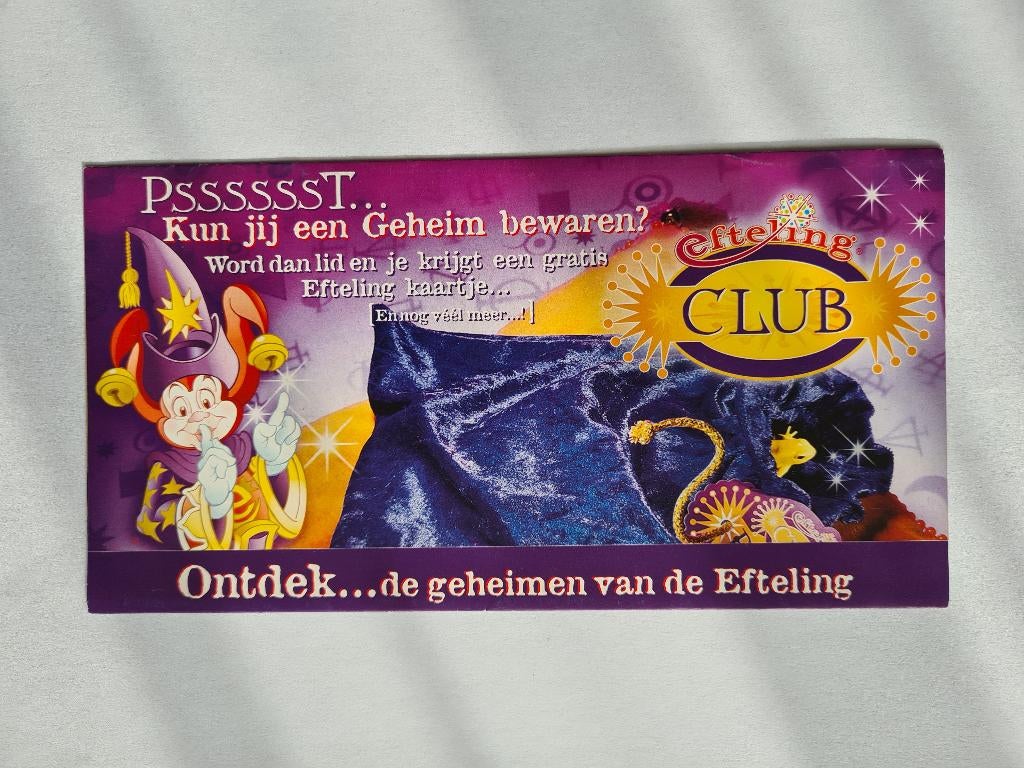 PSSSSSST...
Kun jij een Geheim bewaren?
Word dan lid en je krijgt een gratis
Efteling kaartje...
[En nog véél meer...!]
efteling®
CLUB
Ontdek...de geheimen van de Efteling